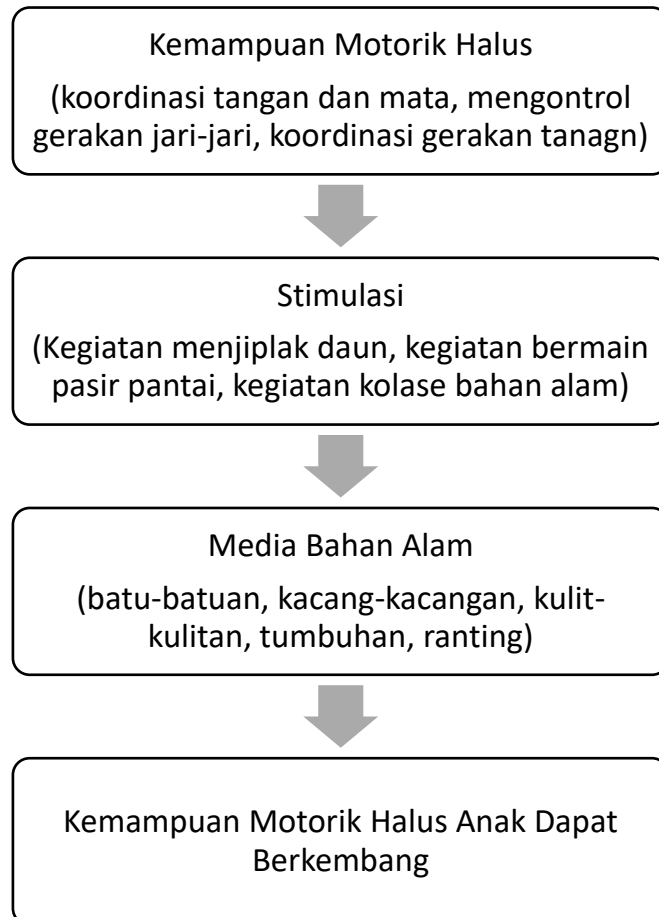 Kemampuan Motorik Halus
(koordinasi tangan dan mata, mengontrol
gerakan jari-jari, koordinasi gerakan tanagn)
Stimulasi
(Kegiatan menjiplak daun, kegiatan bermain
pasir pantai, kegiatan kolase bahan alam)
Media Bahan Alam
(batu-batuan, kacang-kacangan, kulit-
kulitan, tumbuhan, ranting)
Kemampuan Motorik Halus Anak Dapat
Berkembang